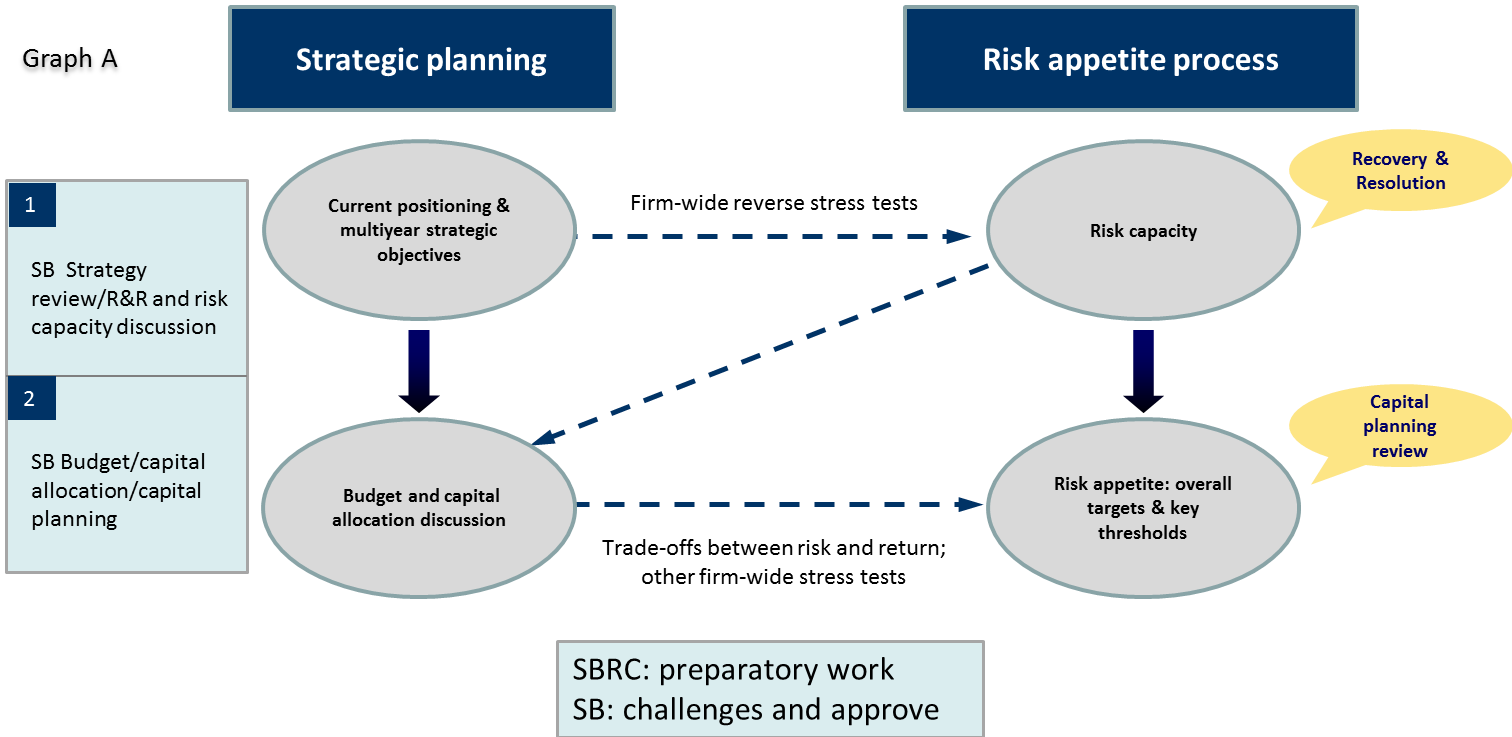 Graph A
Strategic planning
Risk appetite process
1
SB  Strategy
review/R&R and risk
capacity discussion
Current positioning &
multiyear strategic
objectives
Firm-wide reverse stress tests
Risk capacity
Recovery &
Resolution
2
SB Budget/capital
allocation/capital
planning
Budget and capital
allocation discussion
Trade-offs between risk and return;
other firm-wide stress tests
Risk appetite: overall
targets & key
thresholds
Capital
planning
review
SBRC: preparatory work
SB: challenges and approve